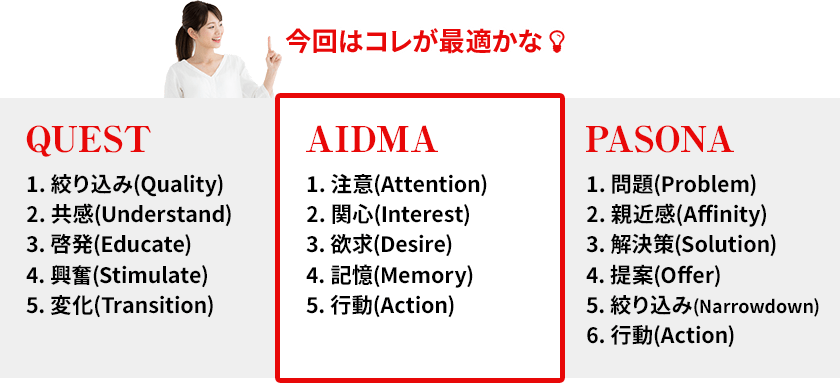 今回はコレが最適かな
QUEST
1. 絞り込み(Quality)
2. 共感(Understand)
3. 啓発(Educate)
4. 興奮(Stimulate)
5. 変化(Transition)
AIDMA
1. 注意(Attention)
2. 関心(Interest)
3. 欲求(Desire)
4. 記憶(Memory)
5. 行動(Action)
PASONA
1. 問題(Problem)
2. 親近感(Affinity)
3. 解決策(Solution)
4. 提案(Offer)
5. 絞り込み(Narrowdown)
6. 行動(Action)